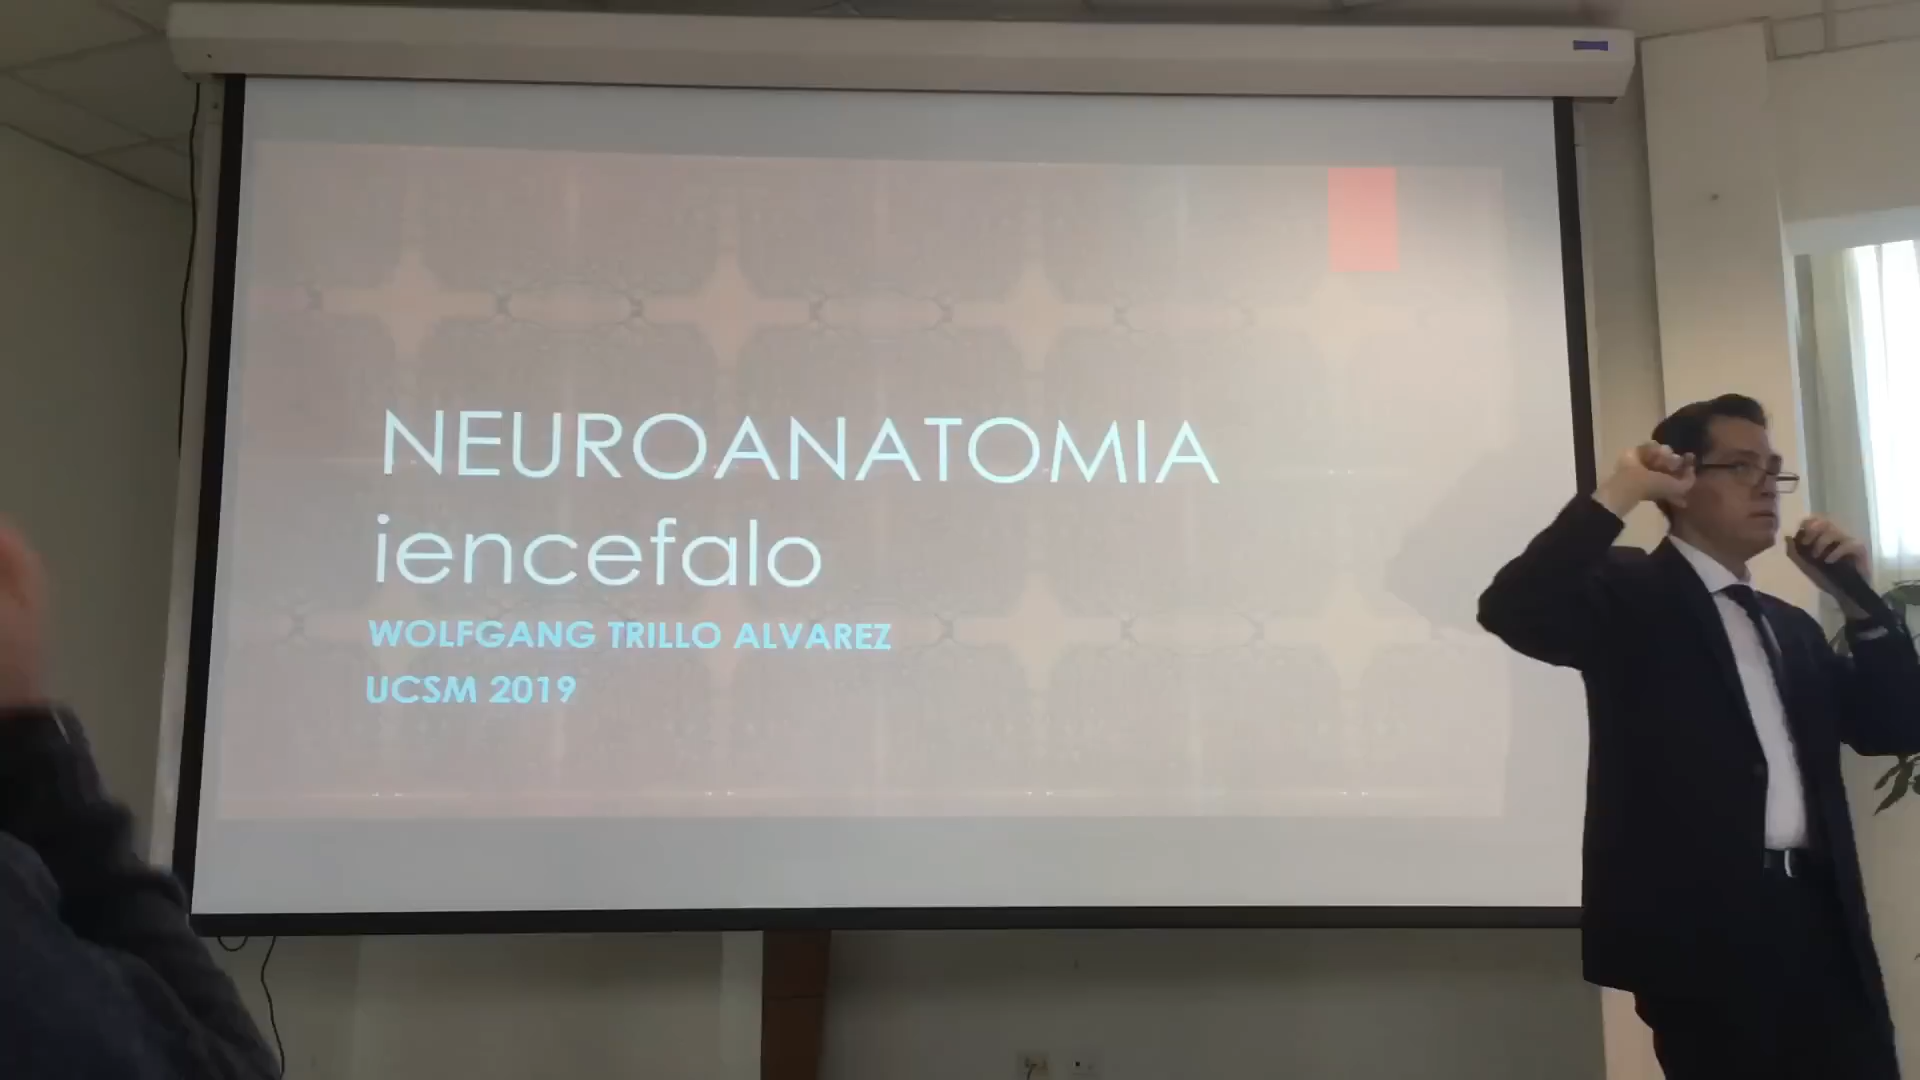 NEUROANATOMIA
iencefalo
WOLFGANG TRILLO ALVAREZ
UCSM 2019